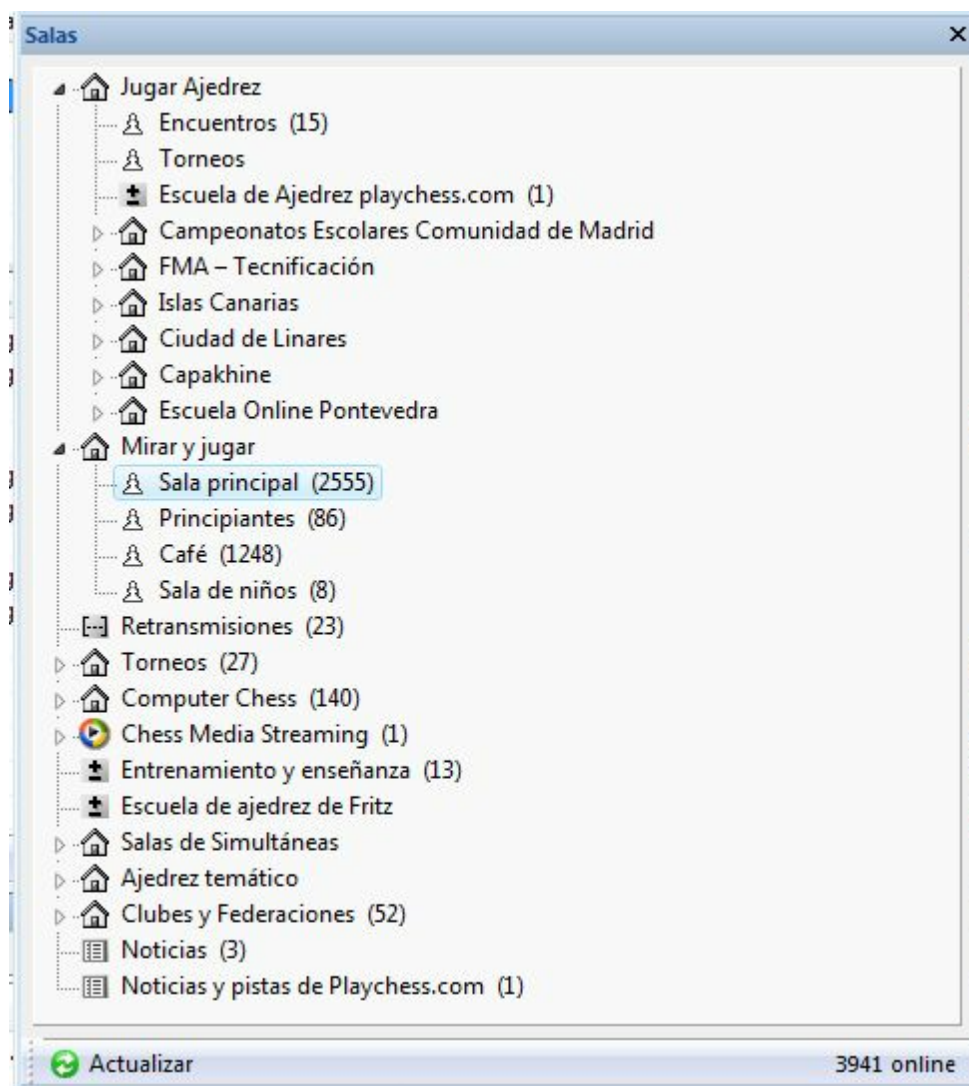 Salas
Jugar Ajedrez
Encuentros (15)
Torneos
Escuela de Ajedrez playchess.com (1)
Campeonatos Escolares Comunidad de Madrid
FMA – Tecnificación
Islas Canarias
Ciudad de Linares
Capakhine
Escuela Online Pontevedra
Mirar y jugar
Sala principal (2555)
Principiantes (86)
Café (1248)
Sala de niños (8)
Retransmisiones (23)
Torneos (27)
Computer Chess (140)
Chess Media Streaming (1)
Entrenamiento y enseñanza (13)
Escuela de ajedrez de Fritz
Salas de Simultáneas
Ajedrez temático
Clubes y Federaciones (52)
Noticias (3)
Noticias y pistas de Playchess.com (1)
Actualizar 3941 online